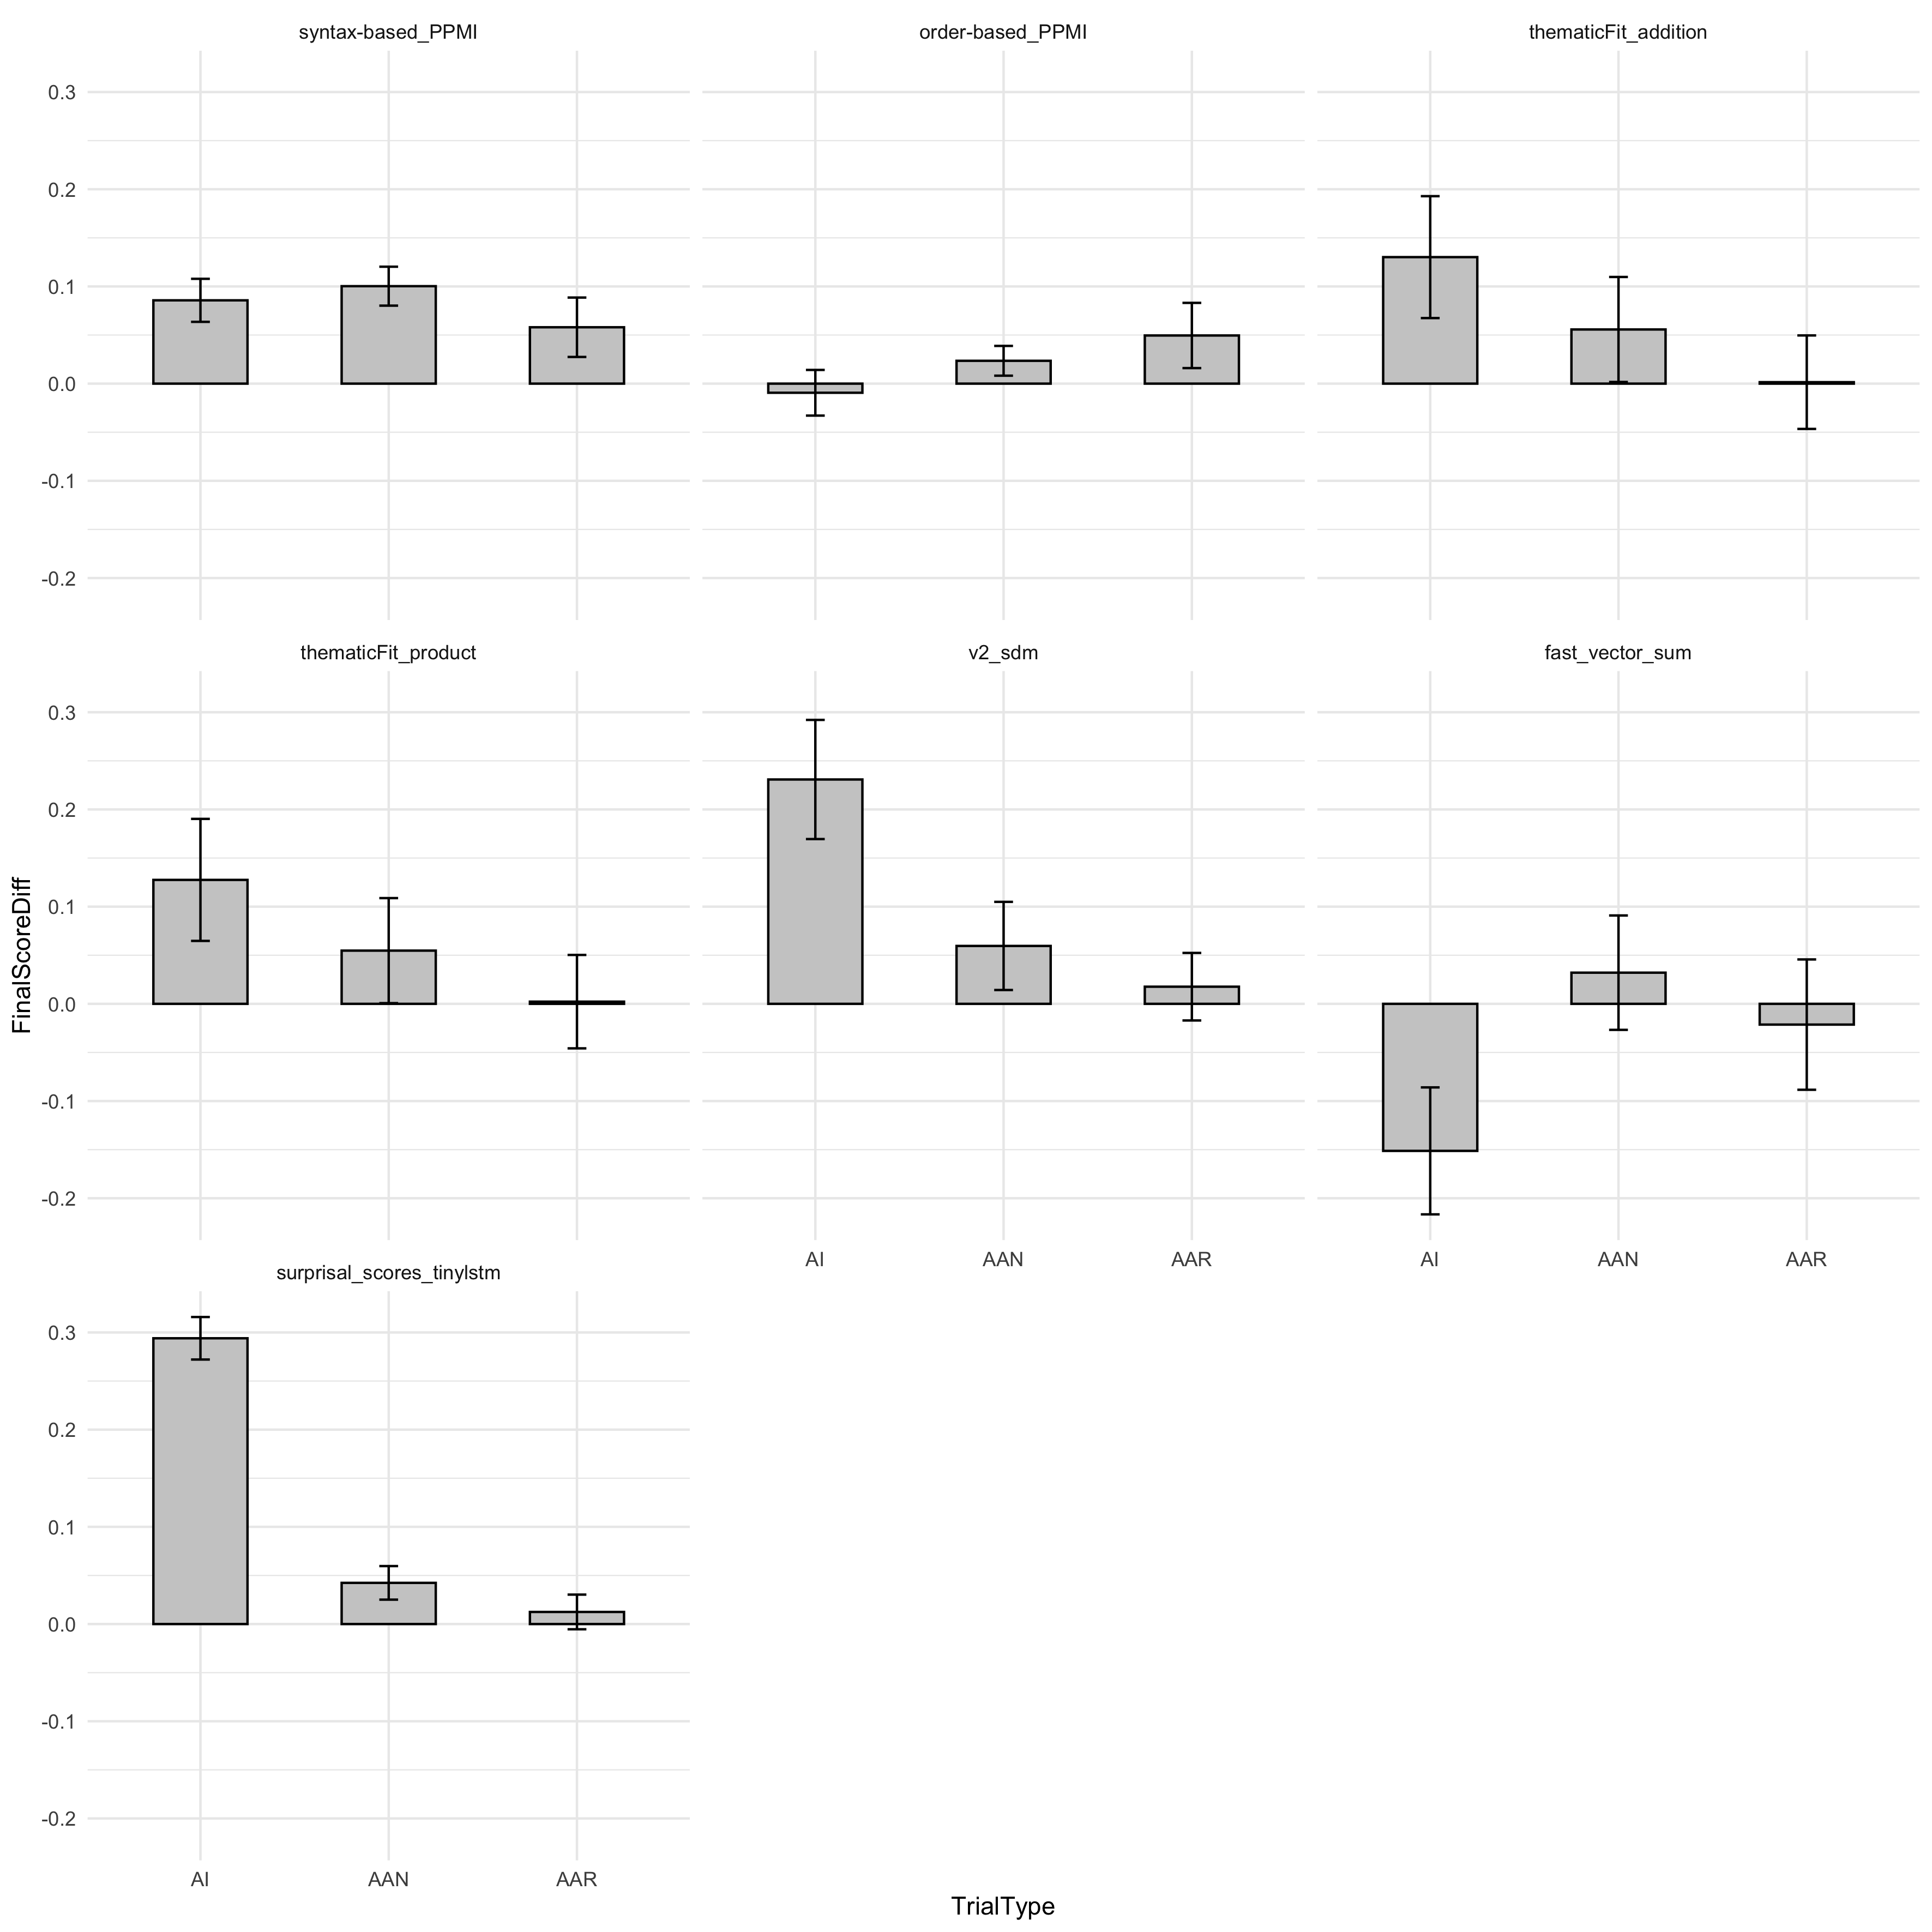 syntax-based_PPMI order-based_PPMI thematicFit_addition
0.3
0.2
0.1
0.0
-0.1
-0.2
thematicFit_product v2_sdm fast_vector_sum
0.3
0.2
0.1
0.0
-0.1
-0.2
AI AAN AAR AI AAN AAR
surprisal_scores_tinylstm
0.3
0.2
0.1
0.0
-0.1
-0.2
AI AAN AAR
FinalScoreDiff
TrialType